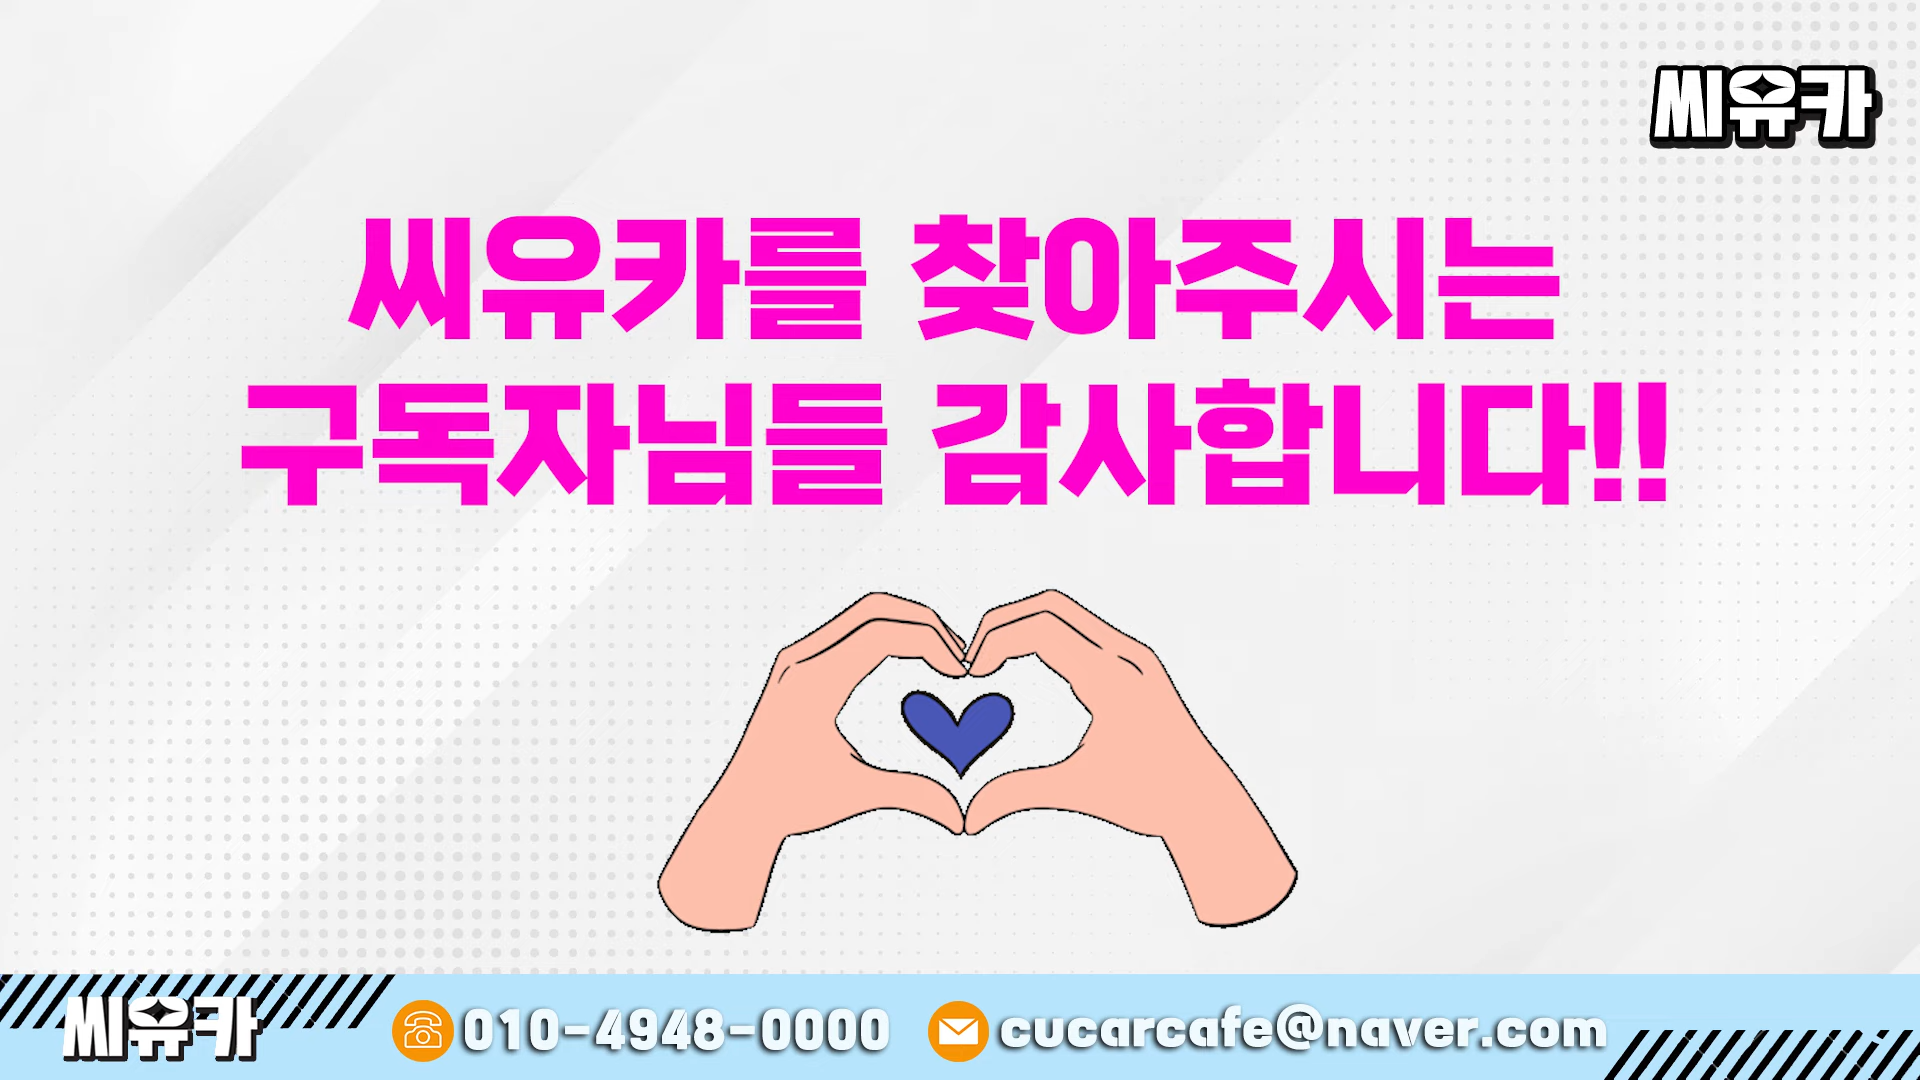 씨유카
씨유카를 찾아주시는
구독자님들 감사합니다!!
씨유카 010-4948-0000 cucarcafe@naver.com